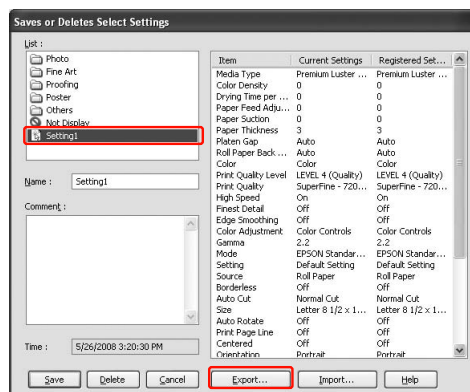 Saves or Deletes Select Settings
List :
Photo
Fine Art
Proofing
Poster
Others
Not Display
Setting1
Name : Setting1
Comment :
Time : 5/26/2008 3:20:30 PM
Item Current Settings Registered Set...
Media Type Premium Luster ... Premium Luster ...
Color Density 0 0
Drying Time per ... 0 0
Paper Feed Adju... 0 0
Paper Suction 0 0
Paper Thickness 3 3
Platen Gap Auto Auto
Roll Paper Back ... Auto Auto
Color Color Color
Print Quality Level LEVEL 4 (Quality) LEVEL 4 (Quality)
Print Quality SuperFine - 720... SuperFine - 720...
High Speed On On
Finest Detail Off Off
Edge Smoothing Off Off
Color Adjustment Color Controls Color Controls
Gamma 2.2 2.2
Mode EPSON Standar... EPSON Standar...
Setting Default Setting Default Setting
Source Roll Paper Roll Paper
Borderless Off Off
Auto Cut Normal Cut Normal Cut
Size Letter 8 1/2 x 1... Letter 8 1/2 x 1...
Auto Rotate Off Off
Print Page Line Off Off
Centered Off Off
Orientation Portrait Portrait
Save Delete Cancel Export... Import... Help